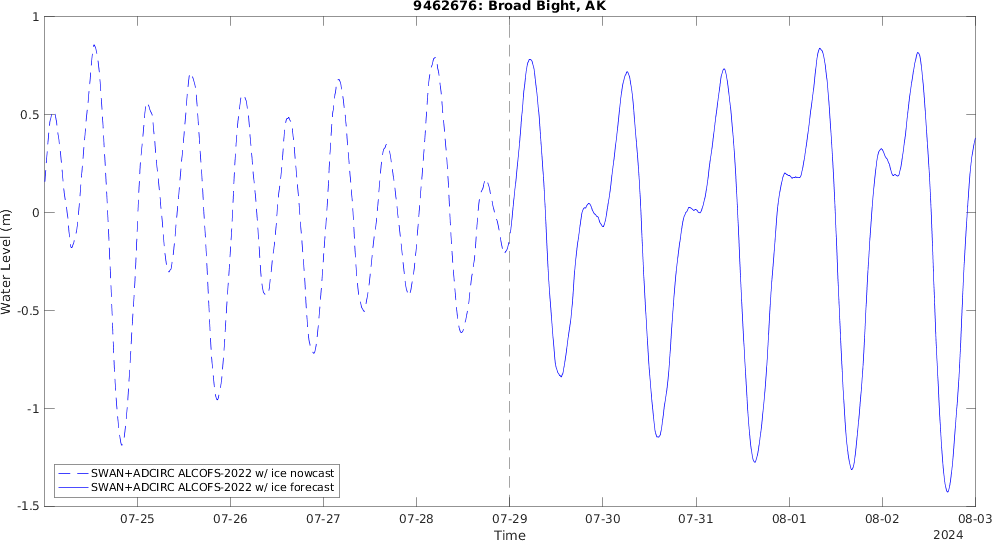 9462676: Broad Bight, AK
1
0.5
0
-0.5
-1
-1.5
Water Level (m)
SWAN+ADCIRC ALCOFS-2022 w/ ice nowcast
SWAN+ADCIRC ALCOFS-2022 w/ ice forecast
07-25 07-26 07-27 07-28 07-29 07-30 07-31 08-01 08-02 08-03
Time
2024